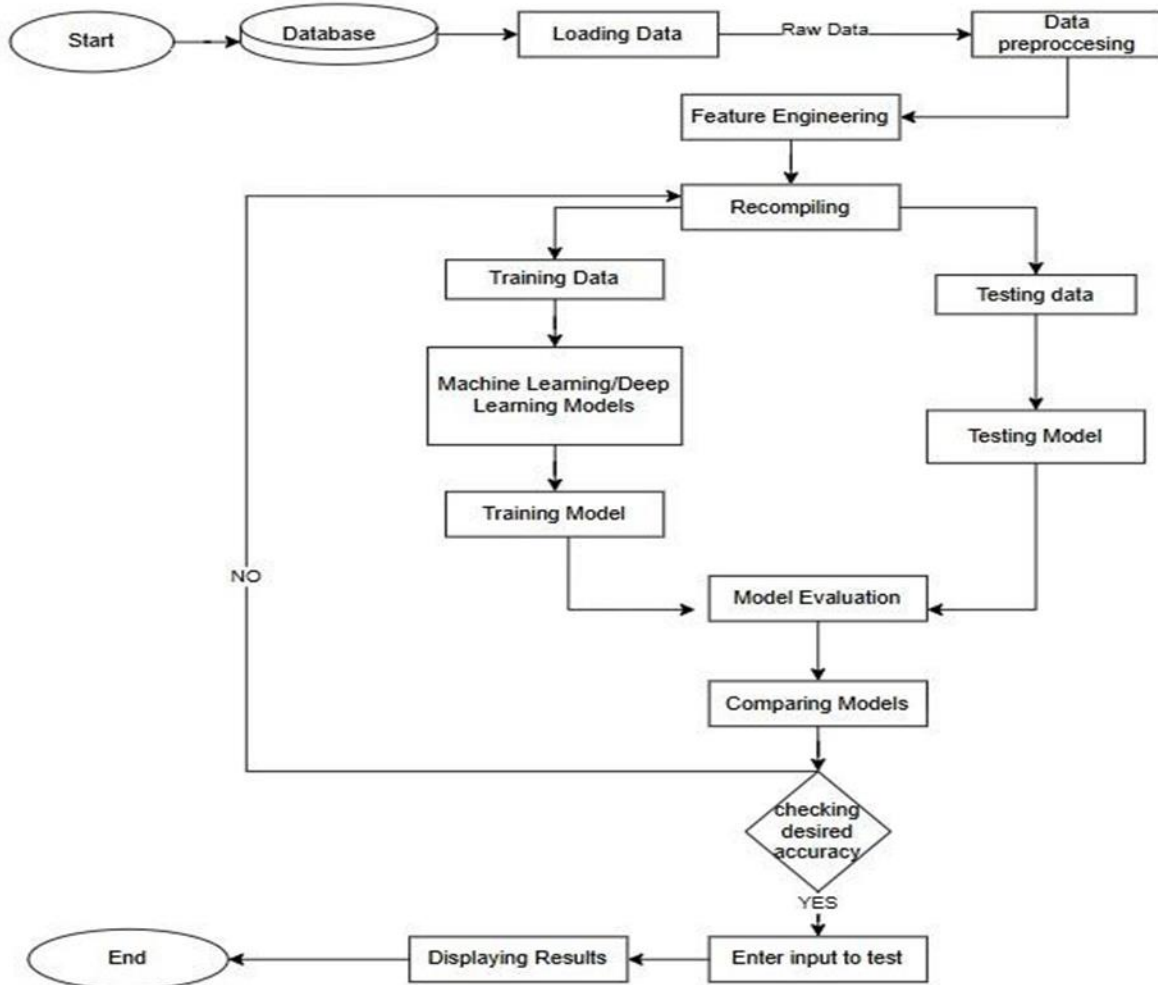 Start
Database
Loading Data
Raw Data
Data
preproccesing
Feature Engineering
Recompiling
Training Data
Testing data
Machine Learning/Deep
Learning Models
Testing Model
Training Model
NO
Model Evaluation
Comparing Models
checking
desired
accuracy
YES
End
Displaying Results
Enter input to test